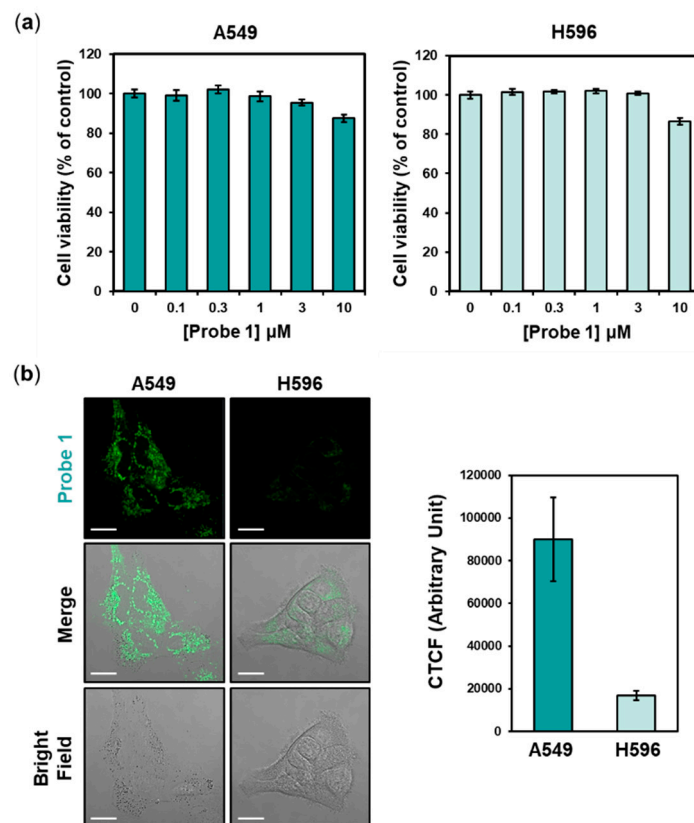 (a)
A549
Cell viability (% of control)
120
100
80
60
40
20
0
0 0.1 0.3 1 3 10
[Probe 1] μM
H596
Cell viability (% of control)
120
100
80
60
40
20
0
0 0.1 0.3 1 3 10
[Probe 1] μM
(b)
A549 H596
Probe 1
Merge
Bright
Field
CTCF (Arbitrary Unit)
120000
100000
80000
60000
40000
20000
0
A549 H596